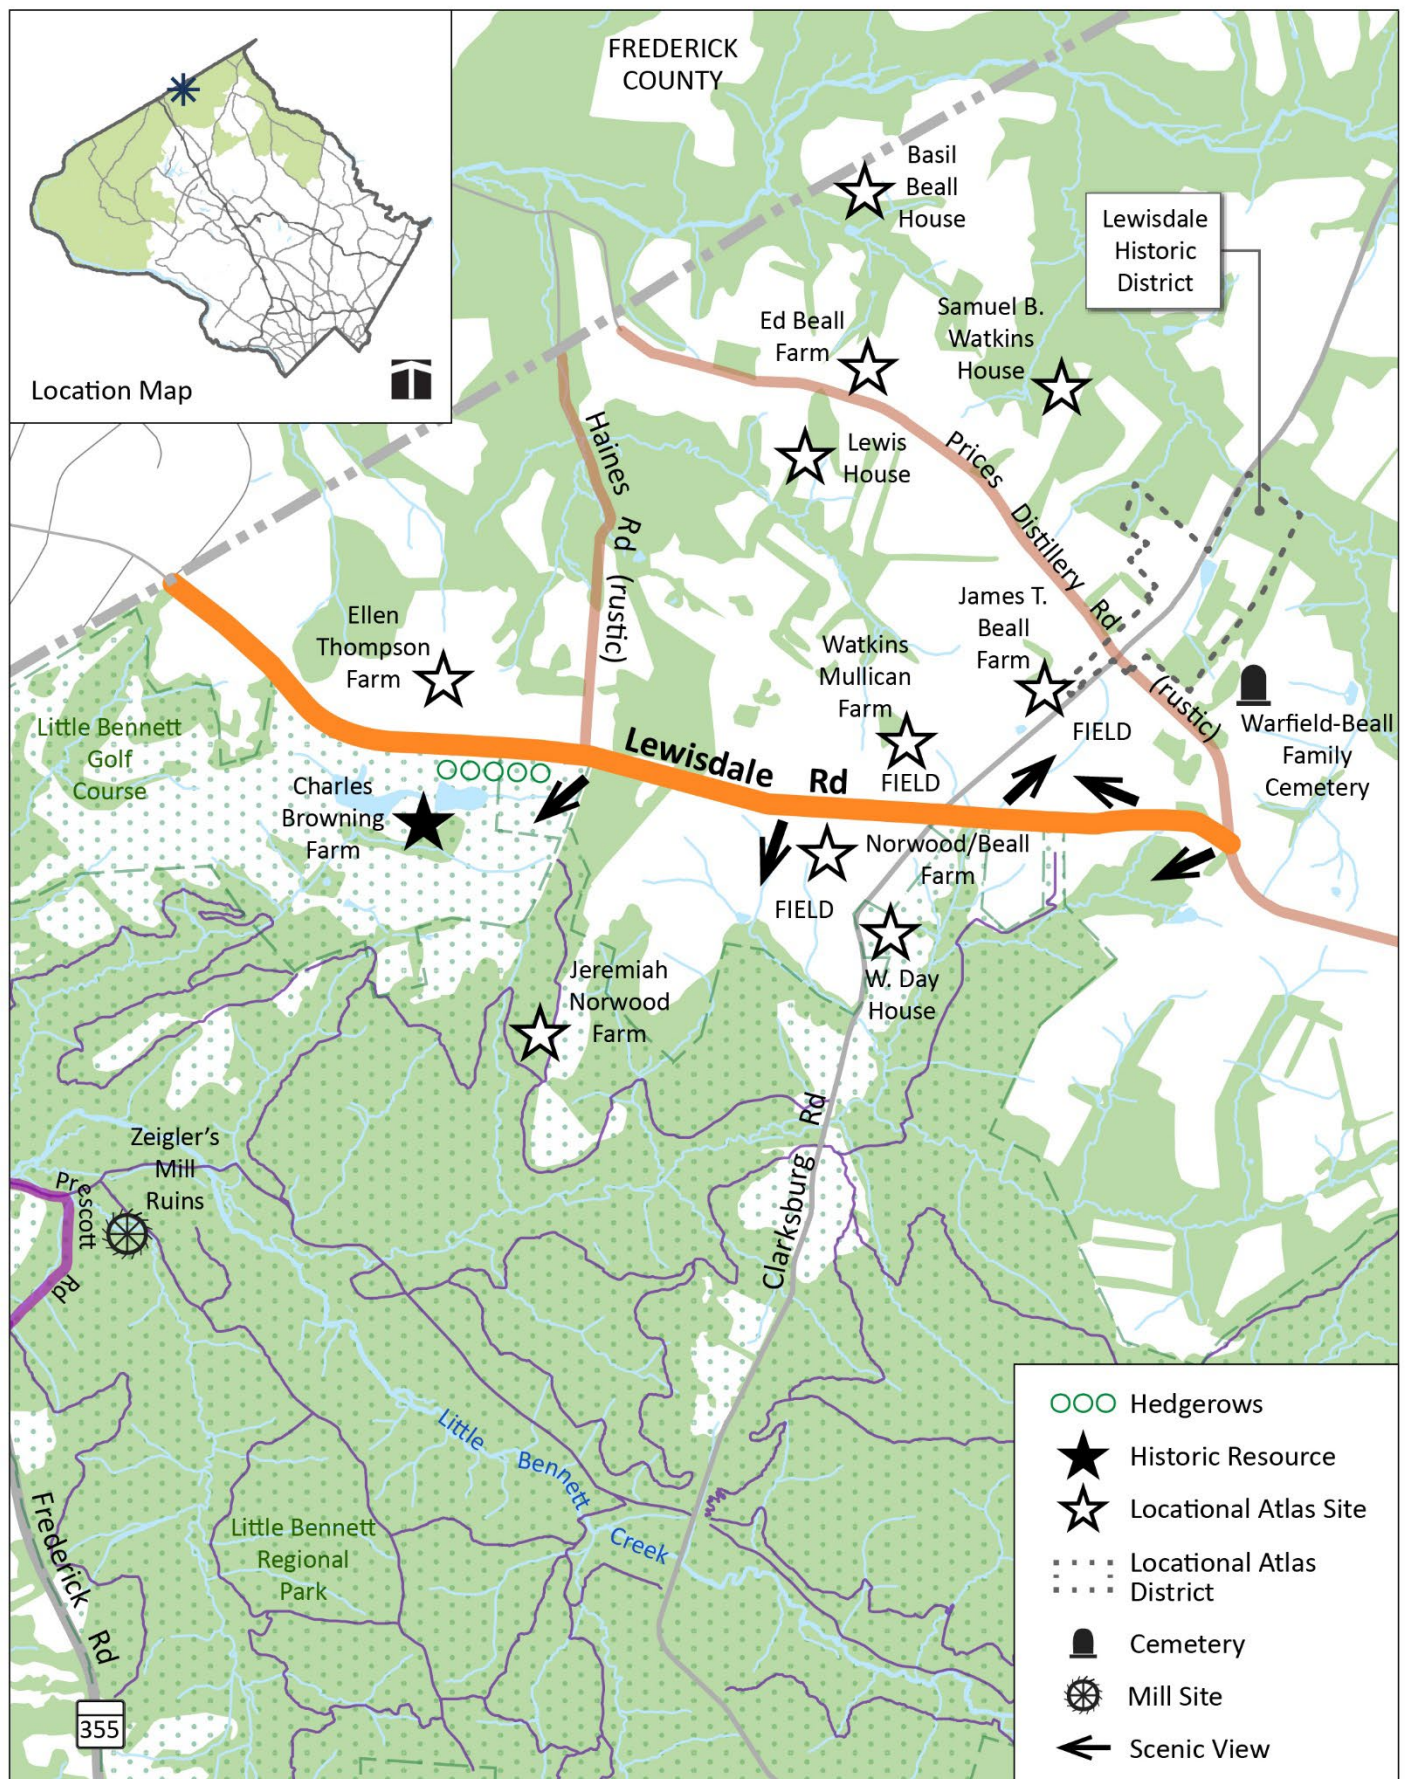 FREDERICK
COUNTY
Location Map
Basil
Beall
House
Lewisdale
Historic
District
Ed Beall
Farm
Samuel B.
Watkins
House
Lewis
House
Haines Rd (rustic)
Prices Distillery Rd (rustic)
Ellen
Thompson
Farm
James T.
Beall
Farm
Watkins
Mullican
Farm
FIELD
FIELD
Warfield-Beall
Family
Cemetery
Little Bennett
Golf
Course
Lewisdale Rd
Charles
Browning
Farm
Norwood/Beall
Farm
FIELD
W. Day
House
Jeremiah
Norwood
Farm
Clarksburg Rd
Zeigler's
Mill
Ruins
Prescott Rd
Little Bennett Creek
Little Bennett
Regional
Park
Frederick Rd
355
Hedgerows
Historic Resource
Locational Atlas Site
Locational Atlas
District
Cemetery
Mill Site
Scenic View